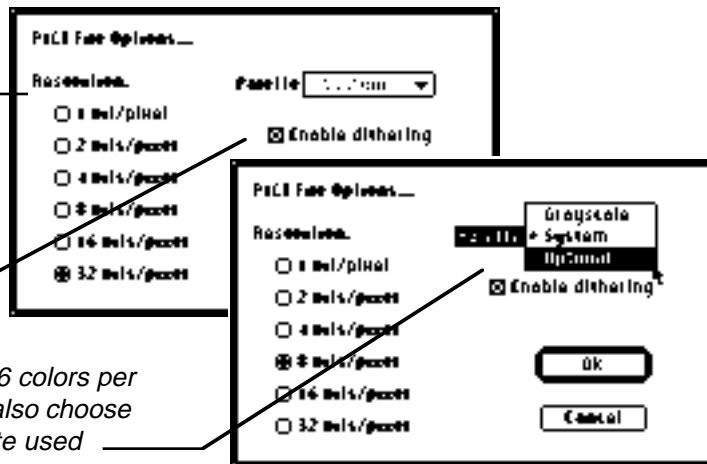 PICT File Options...
Resolution:
Palette
1 bit/pixel
2 bits/pixel
Enable dithering
4 bits/pixel
8 bits/pixel
16 bits/pixel
32 bits/pixel
PICT File Options...
Resolution:
Palette
Grayscale
System
Optimal
1 bit/pixel
2 bits/pixel
Enable dithering
4 bits/pixel
8 bits/pixel
16 bits/pixel
32 bits/pixel
OK
Cancel
6 colors per
also choose
used